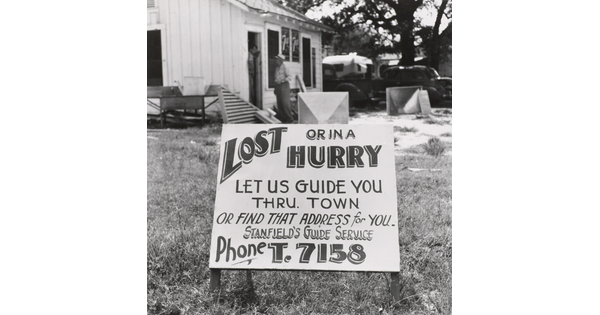 LOST OR IN A
HURRY
LET US GUIDE YOU
THRU. TOWN
OR FIND THAT ADDRESS for YOU.
STANFIELD'S GUIDE SERVICE
Phone T. 7158